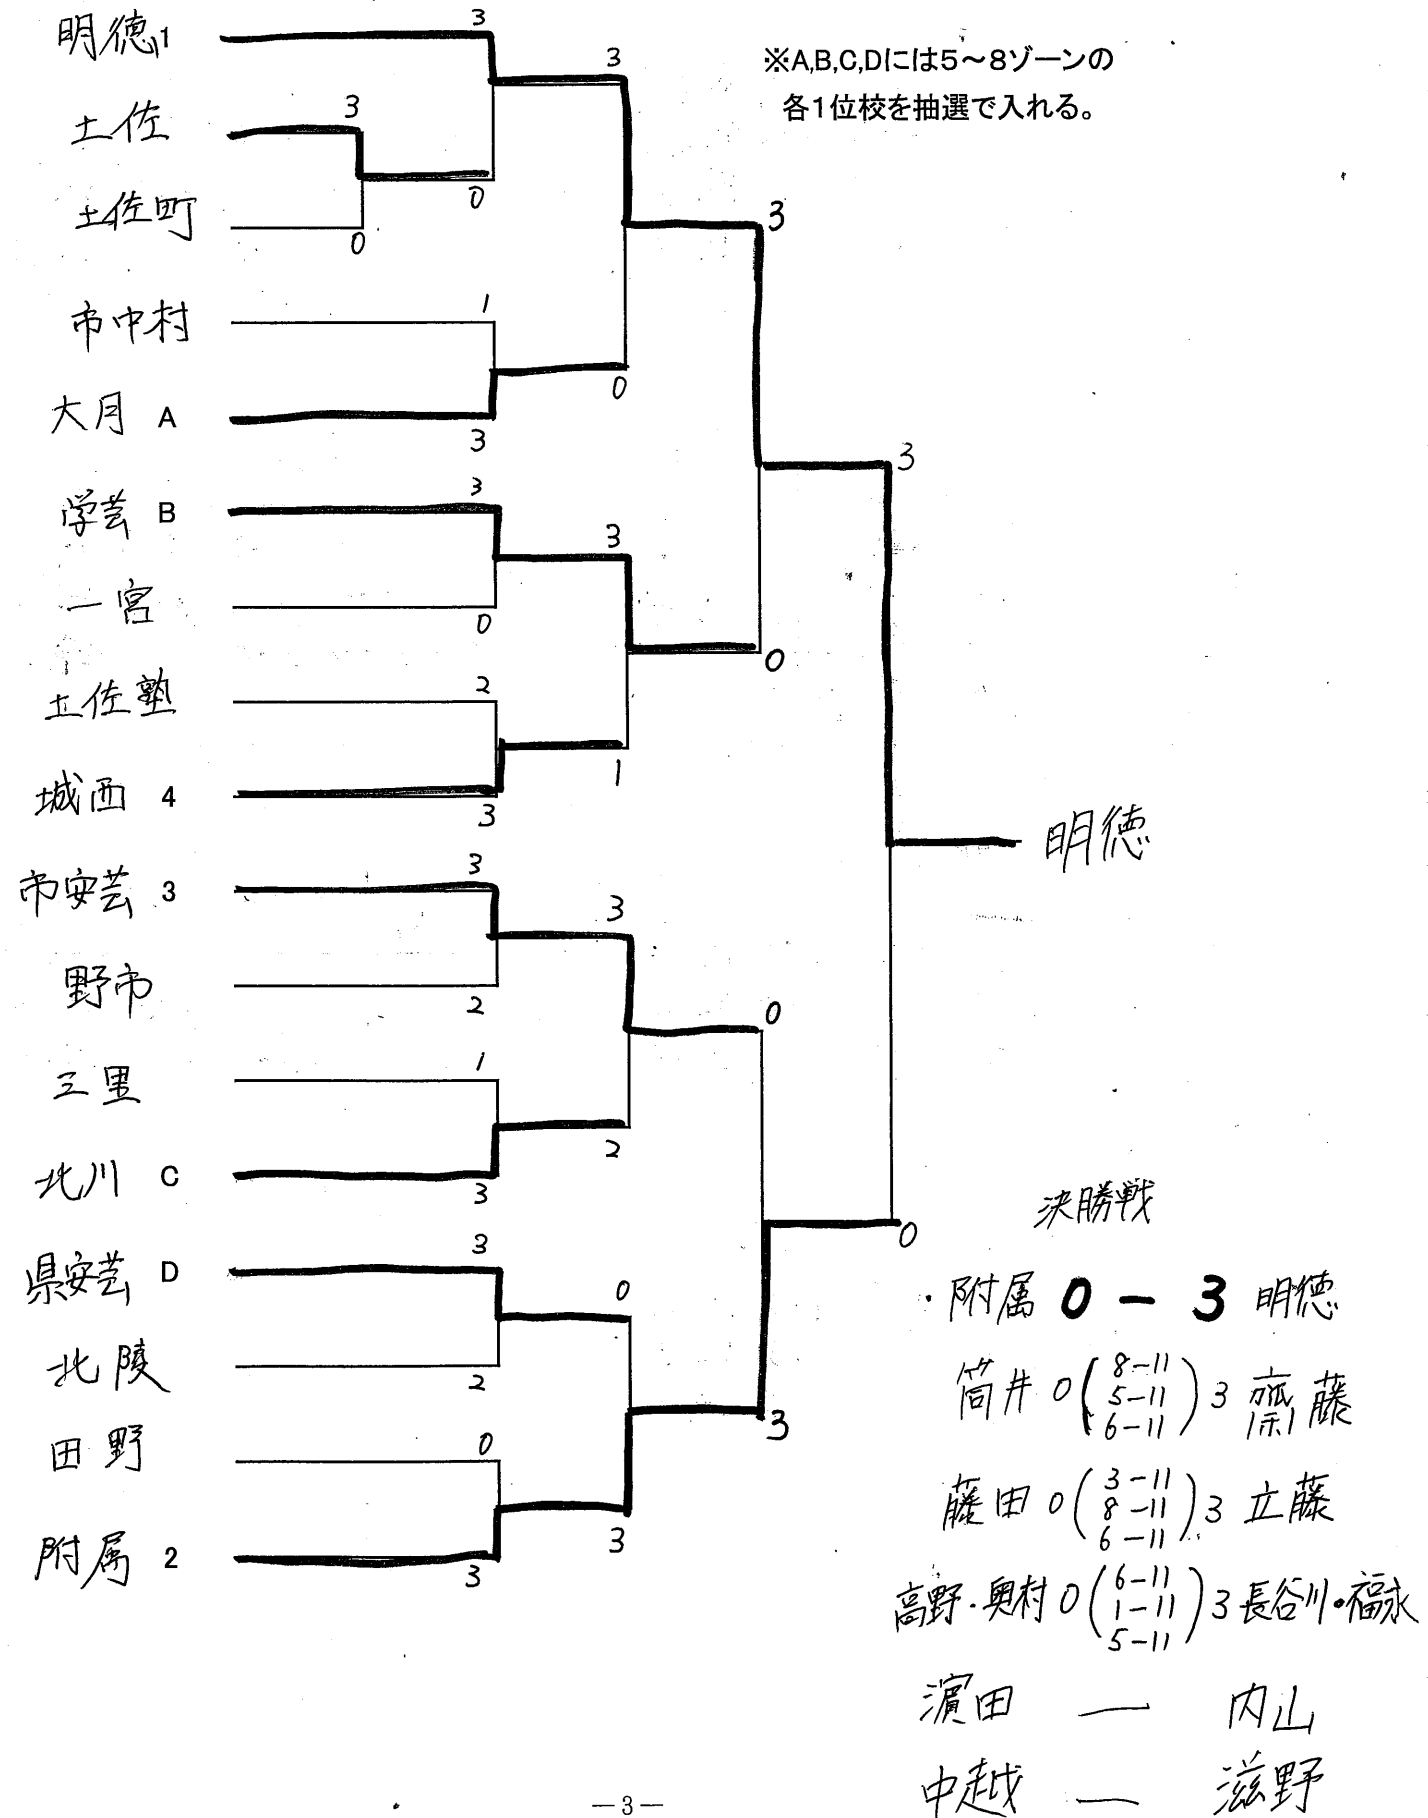 明徳 1
3
3
※A,B,C,Dには5～8ゾーンの
各1位校を抽選で入れる。
土佐
3
0
土佐町
0
3
市中村
1
0
大月 A
3
3
学芸 B
3
3
一宮
0
0
土佐塾
2
1
城西 4
3
明徳
市安芸 3
3
3
野市
2
0
三里
1
2
北川 C
3
決勝戦
0
県安芸 D
3
0
・附属 0 － 3 明徳
北陵
2
筒井 0 ( 8－11
5－11
6－11 ) 3 齋藤
3
田野
0
藤田 0 ( 3－11
8－11
6－11 ) 3 立藤
附属 2
3
3
高野・奥村 0 ( 6－11
1－11
5－11 ) 3 長谷川・福永
濵田 ― 内山
中越 ― 滋野
－3－